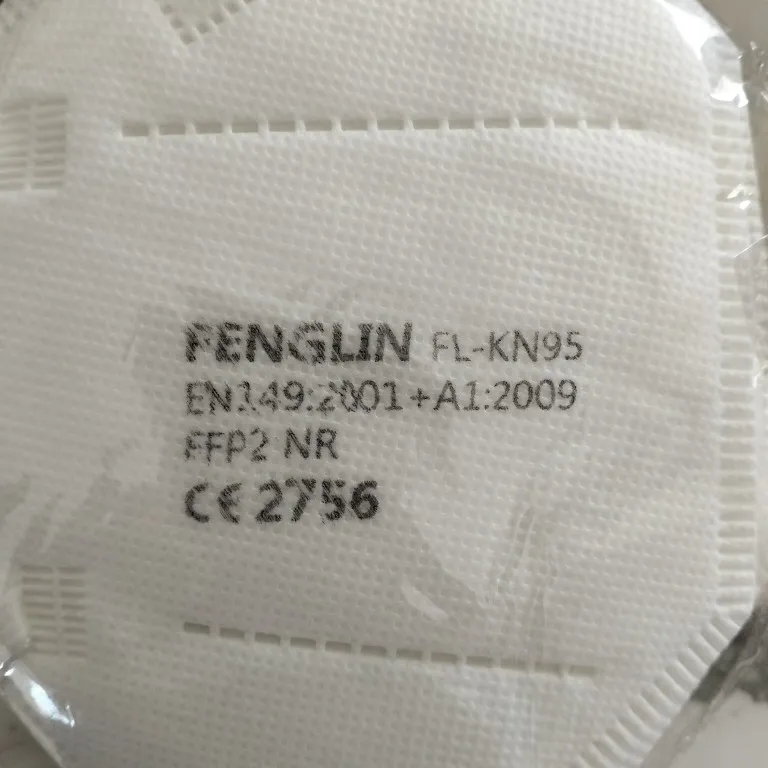 FENGLIN FL-KN95
EN149:2001+A1:2009
FFP2 NR
CE 2756